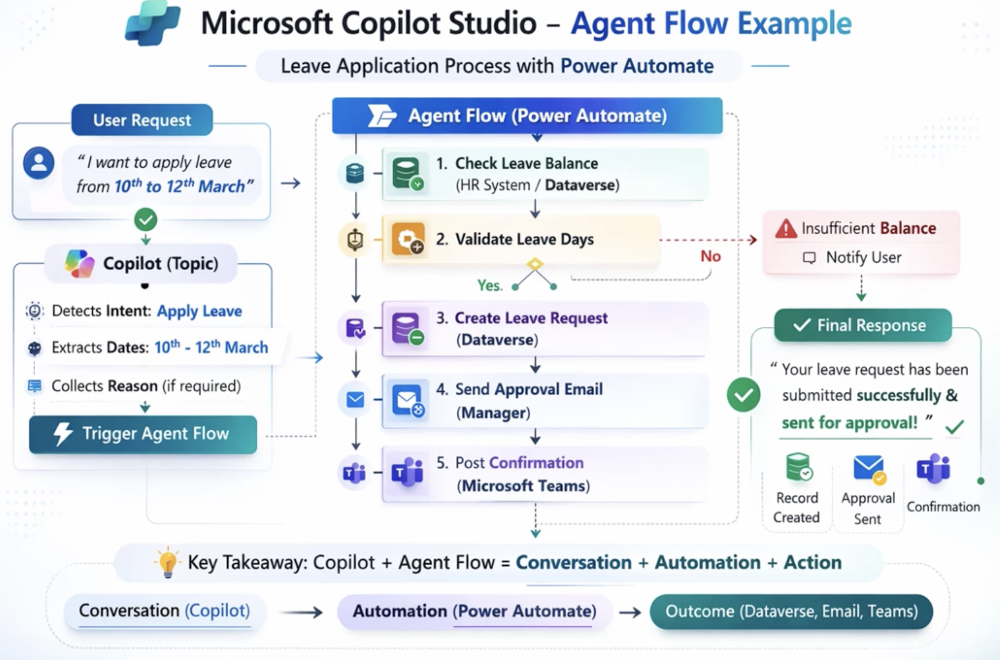 Microsoft Copilot Studio – Agent Flow Example
Leave Application Process with Power Automate
User Request
“ I want to apply leave
from 10th to 12th March”
Copilot (Topic)
Detects Intent: Apply Leave
Extracts Dates: 10th - 12th March
Collects Reason (if required)
Trigger Agent Flow
Agent Flow (Power Automate)
1. Check Leave Balance
(HR System / Dataverse)
2. Validate Leave Days
Yes.
No
3. Create Leave Request
(Dataverse)
4. Send Approval Email
(Manager)
5. Post Confirmation
(Microsoft Teams)
Insufficient Balance
Notify User
Final Response
“ Your leave request has been
submitted successfully &
sent for approval! ”
Record
Created
Approval
Sent
T
Confirmation
Key Takeaway: Copilot + Agent Flow = Conversation + Automation + Action
Conversation (Copilot)
Automation (Power Automate)
Outcome (Dataverse, Email, Teams)